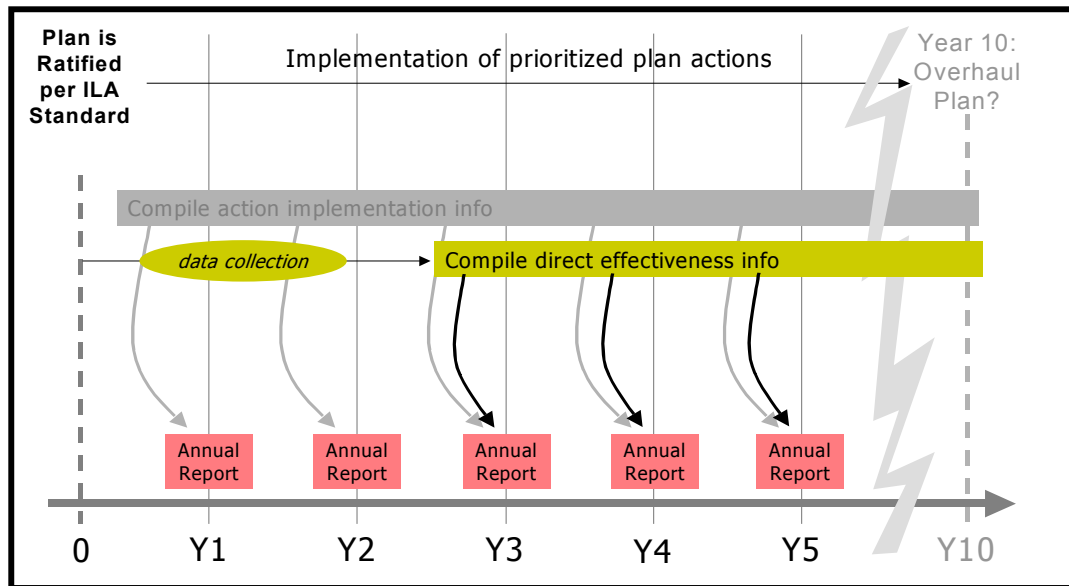 Plan is
Ratified
per ILA
Standard
Implementation of prioritized plan actions
Year 10:
Overhaul
Plan?
Compile action implementation info
data collection
Compile direct effectiveness info
Annual
Report
Annual
Report
Annual
Report
Annual
Report
Annual
Report
0
Y1
Y2
Y3
Y4
Y5
Y10